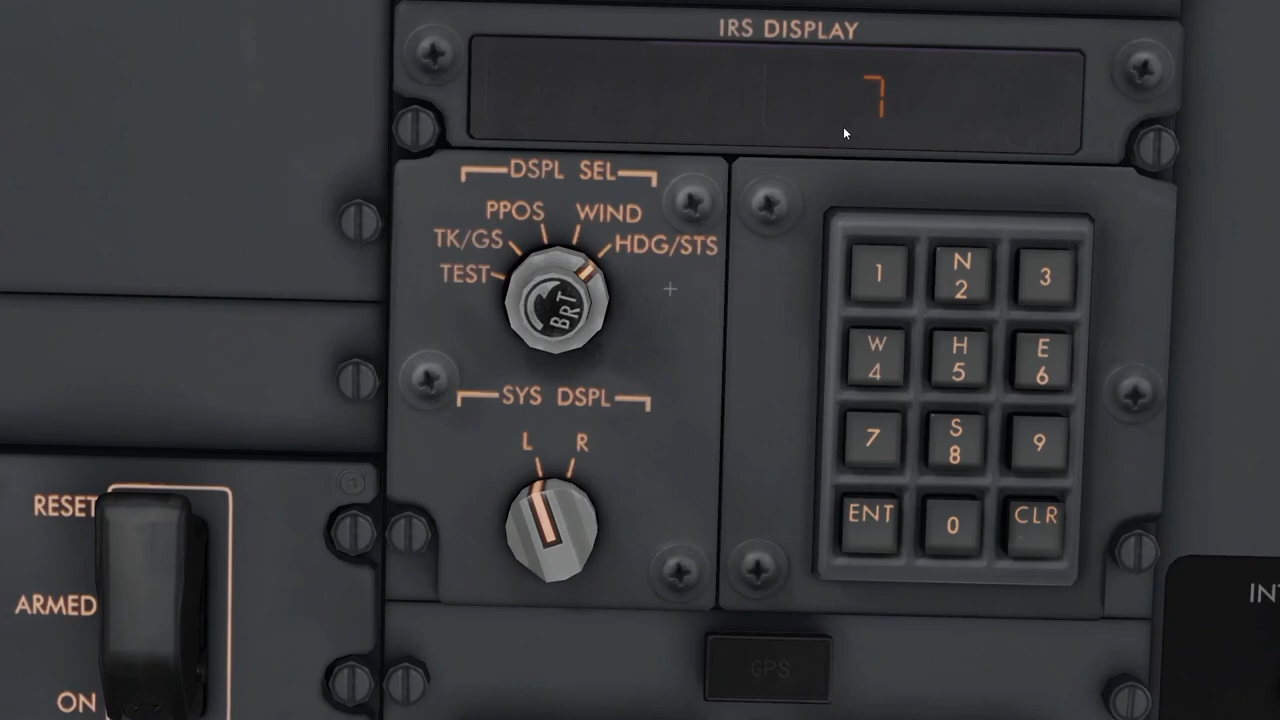 IRS DISPLAY
7
DSPL SEL
PPOS WIND
TK/GS HDG/STS
TEST
BRT
SYS DSPL
L R
1 N 2 3
W 4 H 5 E 6
7 S 8 9
ENT 0 CLR
RESET
ARMED
ON
GPS
INT